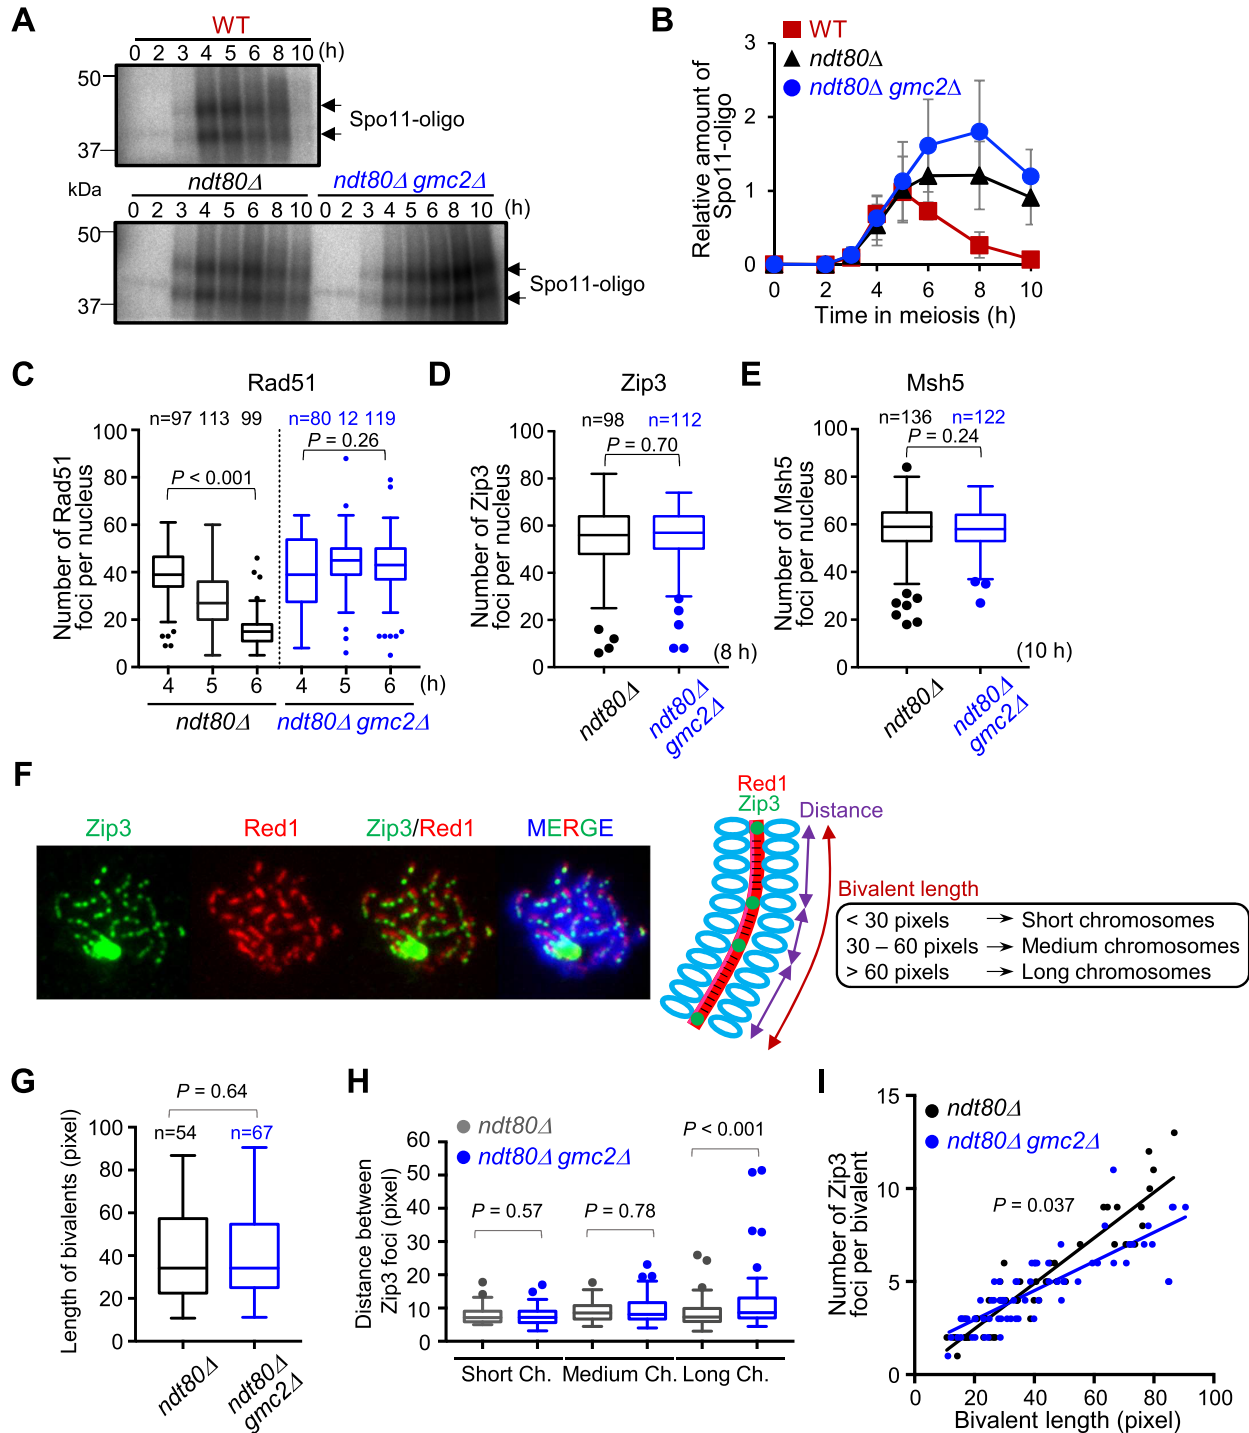 A
WT
0 2 3 4 5 6 8 10 (h)
50
37
Spo11-oligo
kDa
ndt80Δ
ndt80Δ gmc2Δ
0 2 3 4 5 6 8 10 0 2 3 4 5 6 8 10 (h)
50
37
Spo11-oligo
B
WT
ndt80Δ
ndt80Δ gmc2Δ
Relative amount of
Spo11-oligo
3
2
1
0
0 2 4 6 8 10
Time in meiosis (h)
C
Rad51
n=97 113 99
n=80 12 119
P < 0.001
P = 0.26
Number of Rad51
foci per nucleus
100
80
60
40
20
0
4 5 6 4 5 6 (h)
ndt80Δ
ndt80Δ gmc2Δ
D
Zip3
n=98
n=112
P = 0.70
Number of Zip3
foci per nucleus
100
80
60
40
20
0
(8 h)
ndt80Δ
ndt80Δ
gmc2Δ
E
Msh5
n=136
n=122
P = 0.24
Number of Msh5
foci per nucleus
100
80
60
40
20
0
(10 h)
ndt80Δ
ndt80Δ
gmc2Δ
F
Zip3
Red1
Zip3/Red1
MERGE
Red1
Zip3
Distance
Bivalent length
< 30 pixels → Short chromosomes
30 – 60 pixels → Medium chromosomes
> 60 pixels → Long chromosomes
G
P = 0.64
n=54
n=67
Length of bivalents (pixel)
100
80
60
40
20
0
ndt80Δ
ndt80Δ
gmc2Δ
H
ndt80Δ
ndt80Δ gmc2Δ
P < 0.001
P = 0.57
P = 0.78
Distance between
Zip3 foci (pixel)
60
50
40
30
20
10
0
Short Ch. Medium Ch. Long Ch.
I
ndt80Δ
ndt80Δ gmc2Δ
P = 0.037
Number of Zip3
foci per bivalent
15
10
5
0
0 20 40 60 80 100
Bivalent length (pixel)